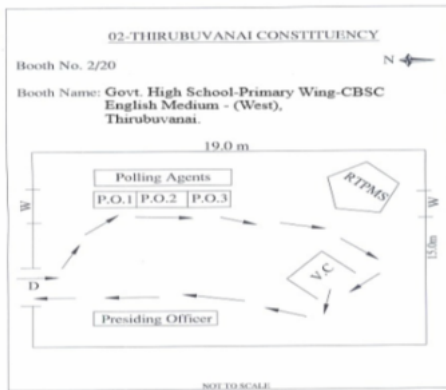 02-THIRUBUVANAI CONSTITUENCY
N
Booth No. 2/20
Booth Name: Govt. High School-Primary Wing-CBSC
English Medium - (West),
Thirubuvanai.
19.0 m
Polling Agents
RTPMS
P.O.1 P.O.2 P.O.3
W
W
15.0m
V.C
D
Presiding Officer
NOT TO SCALE